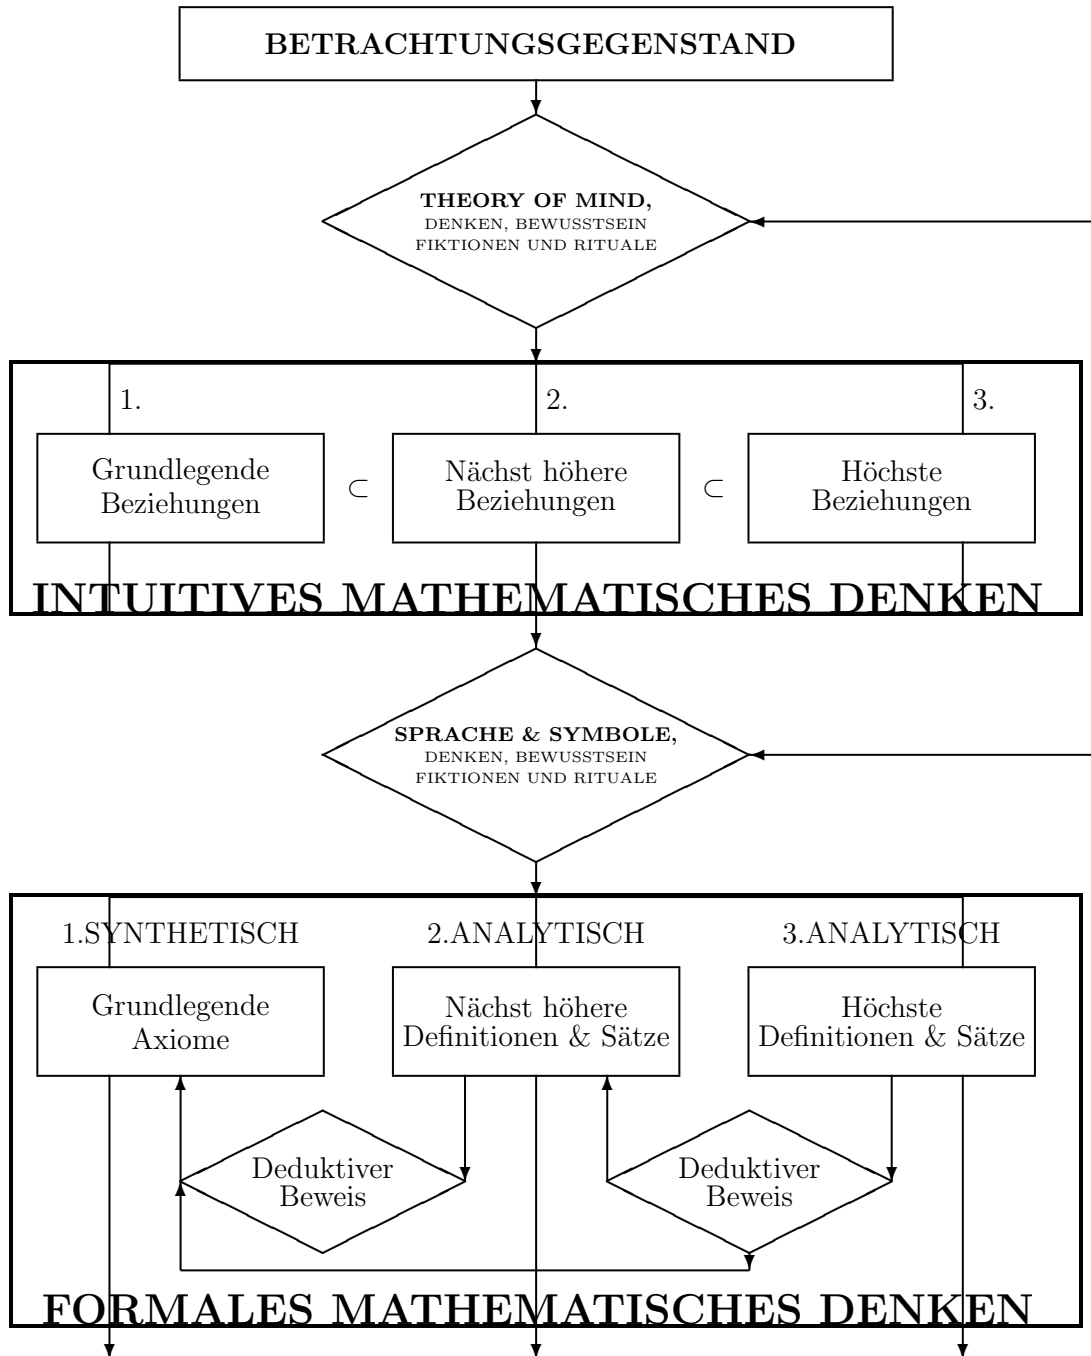 BETRACHTUNGSGEGENSTAND
THEORY OF MIND,
DENKEN, BEWUSSTSEIN
FIKTIONEN UND RITUALE
1.
2.
3.
Grundlegende
Beziehungen
⊂
Nächst höhere
Beziehungen
⊂
Höchste
Beziehungen
INTUITIVES MATHEMATISCHES DENKEN
SPRACHE & SYMBOLE,
DENKEN, BEWUSSTSEIN
FIKTIONEN UND RITUALE
1.SYNTHETISCH
2.ANALYTISCH
3.ANALYTISCH
Grundlegende
Axiome
Nächst höhere
Definitionen & Sätze
Höchste
Definitionen & Sätze
Deduktiver
Beweis
Deduktiver
Beweis
FORMALES MATHEMATISCHES DENKEN